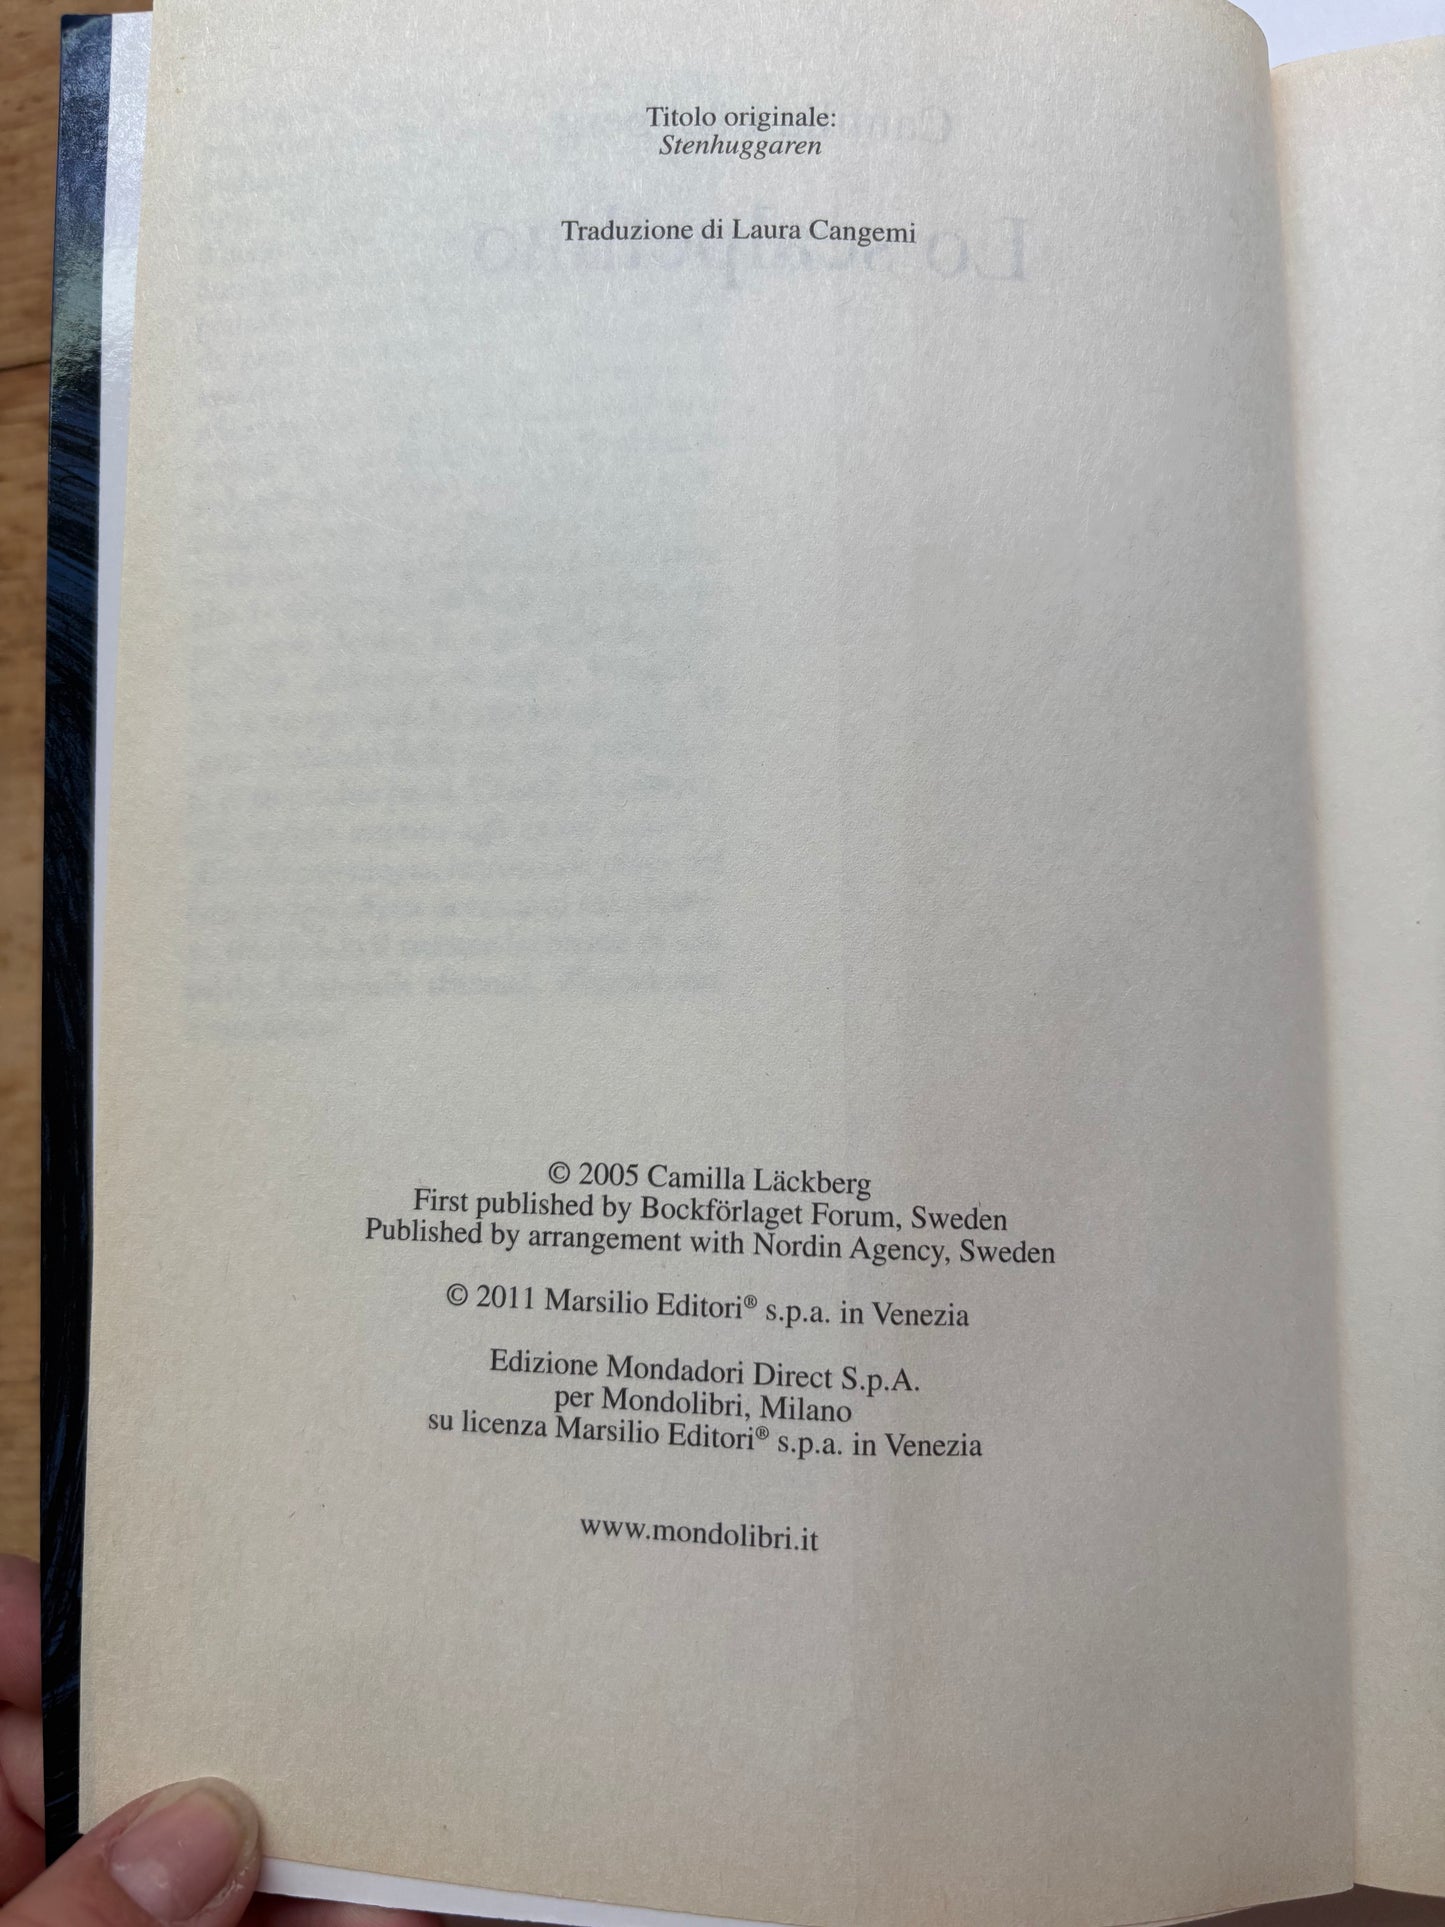 Titolo originale:
Stenhuggaren
Traduzione di Laura Cangemi
© 2005 Camilla Läckberg
First published by Bockförlaget Forum, Sweden
Published by arrangement with Nordin Agency, Sweden
© 2011 Marsilio Editori® s.p.a. in Venezia
Edizione Mondadori Direct S.p.A.
per Mondolibri, Milano
su licenza Marsilio Editori® s.p.a. in Venezia
www.mondolibri.it